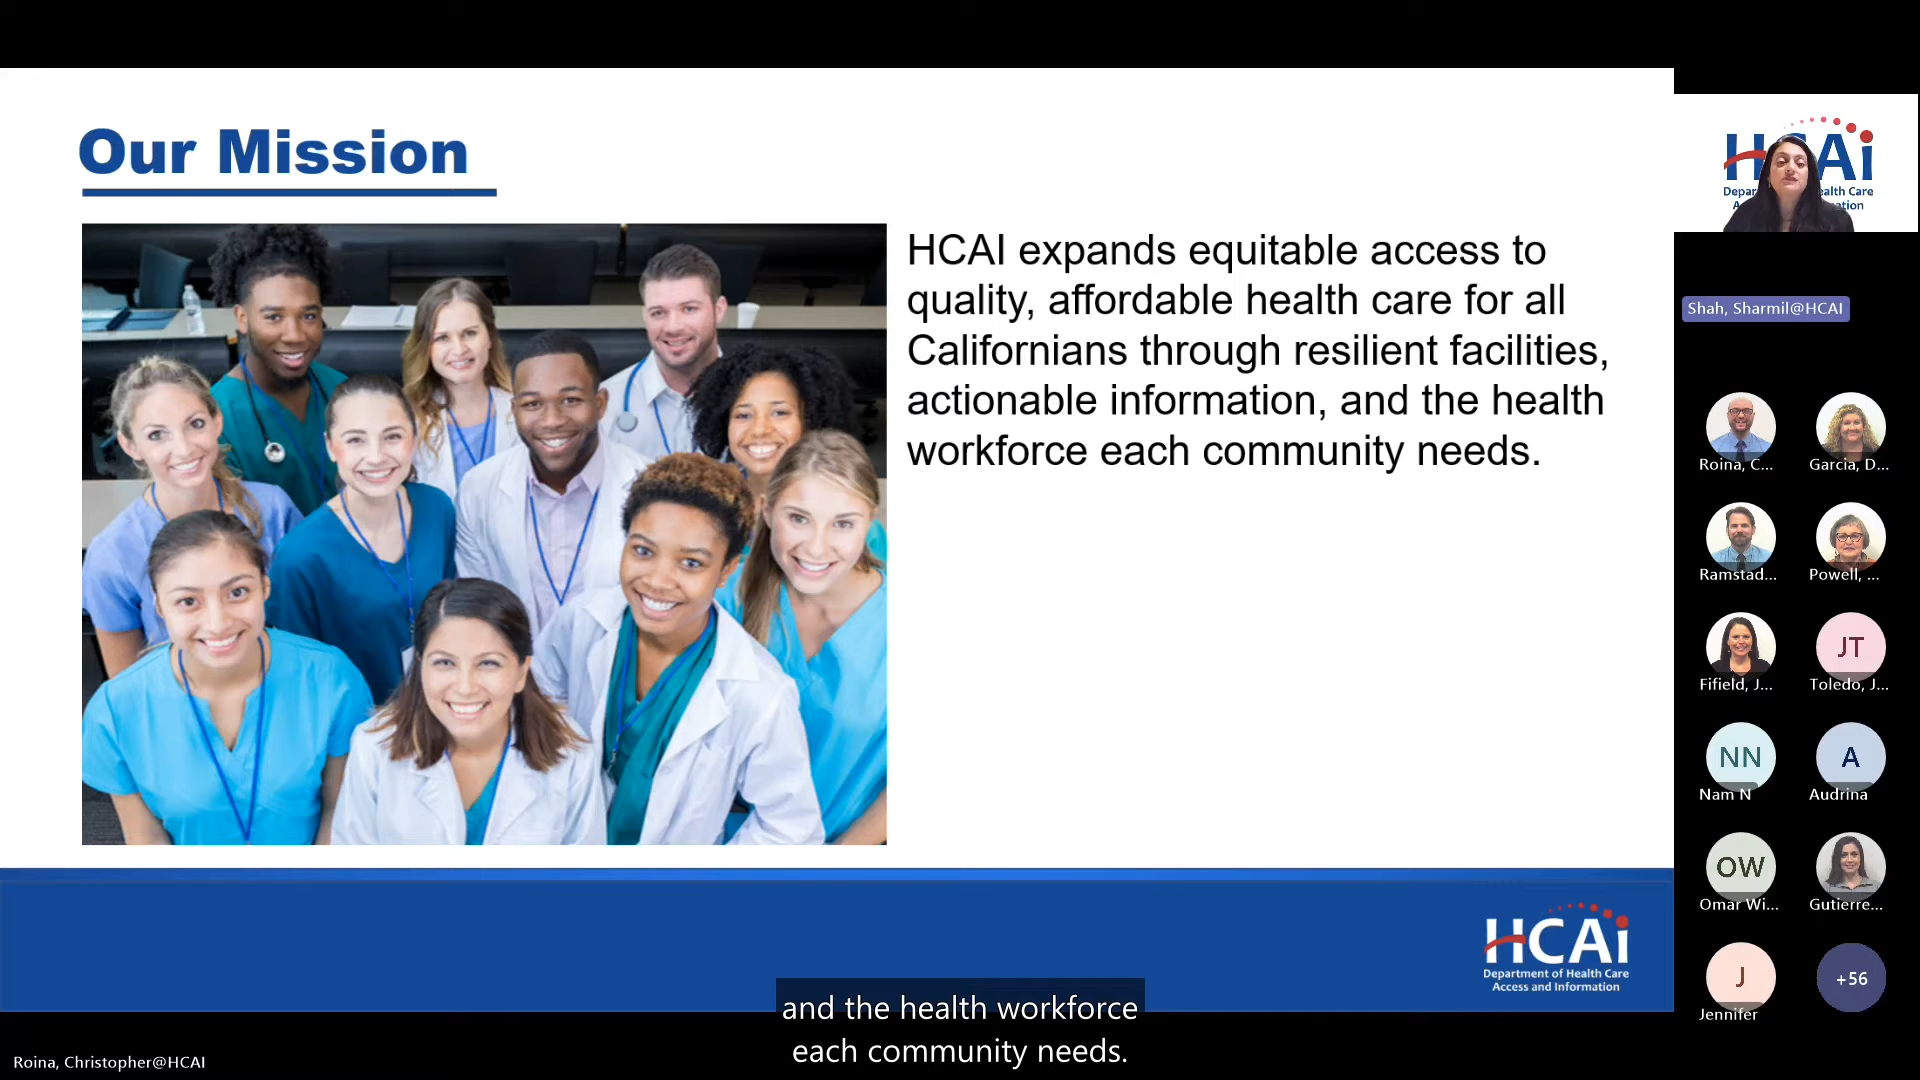 Our Mission
HCAI expands equitable access to
quality, affordable health care for all
Californians through resilient facilities,
actionable information, and the health
workforce each community needs.
HCAi
Department of Health Care
Access and Information
and the health workforce
each community needs.
Roina, Christopher@HCAI
Shah, Sharmil@HCAI
Roina, C...
Garcia, D...
Ramstad...
Powell, ...
Fifield, J...
JT
Toledo, J...
NN
Nam N
A
Audrina
OW
Omar Wi...
Gutierre...
J
Jennifer
+56